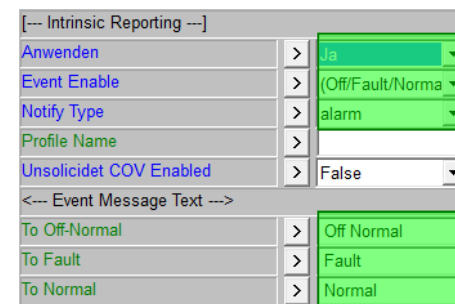 [--- Intrinsic Reporting ---]
Anwenden > Ja
Event Enable > (Off/Fault/Norma
Notify Type > alarm
Profile Name >
Unsolicidet COV Enabled > False
<--- Event Message Text --->
To Off-Normal > Off Normal
To Fault > Fault
To Normal > Normal